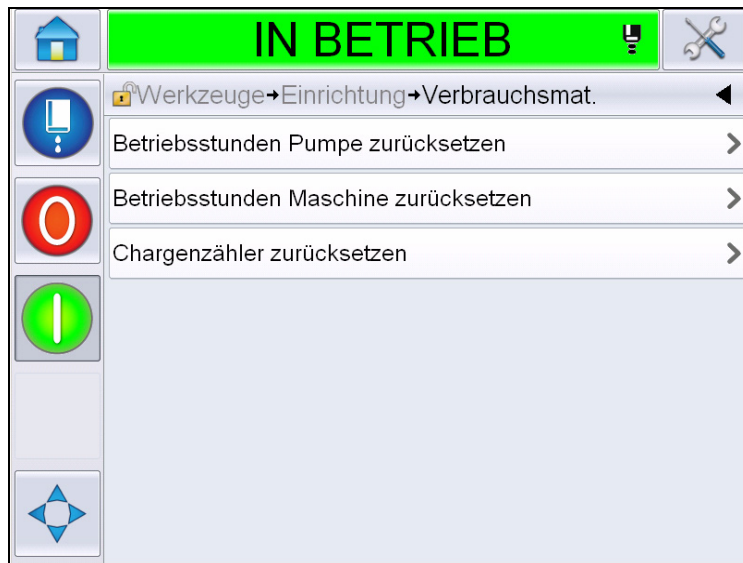 IN BETRIEB
Werkzeuge→Einrichtung→Verbrauchsmat.
Betriebsstunden Pumpe zurücksetzen
Betriebsstunden Maschine zurücksetzen
Chargenzähler zurücksetzen